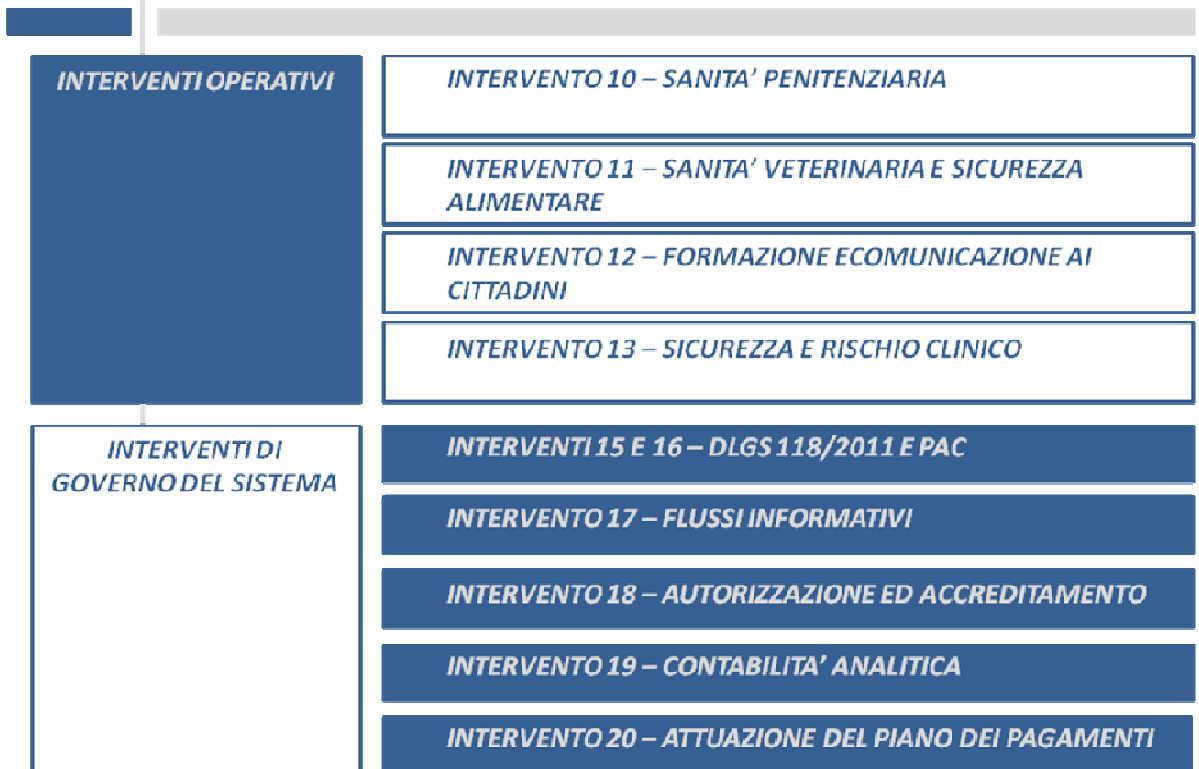 INTERVENTI OPERATIVI
INTERVENTO 10 – SANITA’ PENITENZIARIA
INTERVENTO 11 – SANITA’ VETERINARIA E SICUREZZA
ALIMENTARE
INTERVENTO 12 – FORMAZIONE ECOMUNICAZIONE AI
CITTADINI
INTERVENTO 13 – SICUREZZA E RISCHIO CLINICO
INTERVENTI DI
GOVERNO DEL SISTEMA
INTERVENTI 15 E 16 – DLGS 118/2011 E PAC
INTERVENTO 17 – FLUSSI INFORMATIVI
INTERVENTO 18 – AUTORIZZAZIONE ED ACCREDITAMENTO
INTERVENTO 19 – CONTABILITA’ ANALITICA
INTERVENTO 20 – ATTUAZIONE DEL PIANO DEI PAGAMENTI